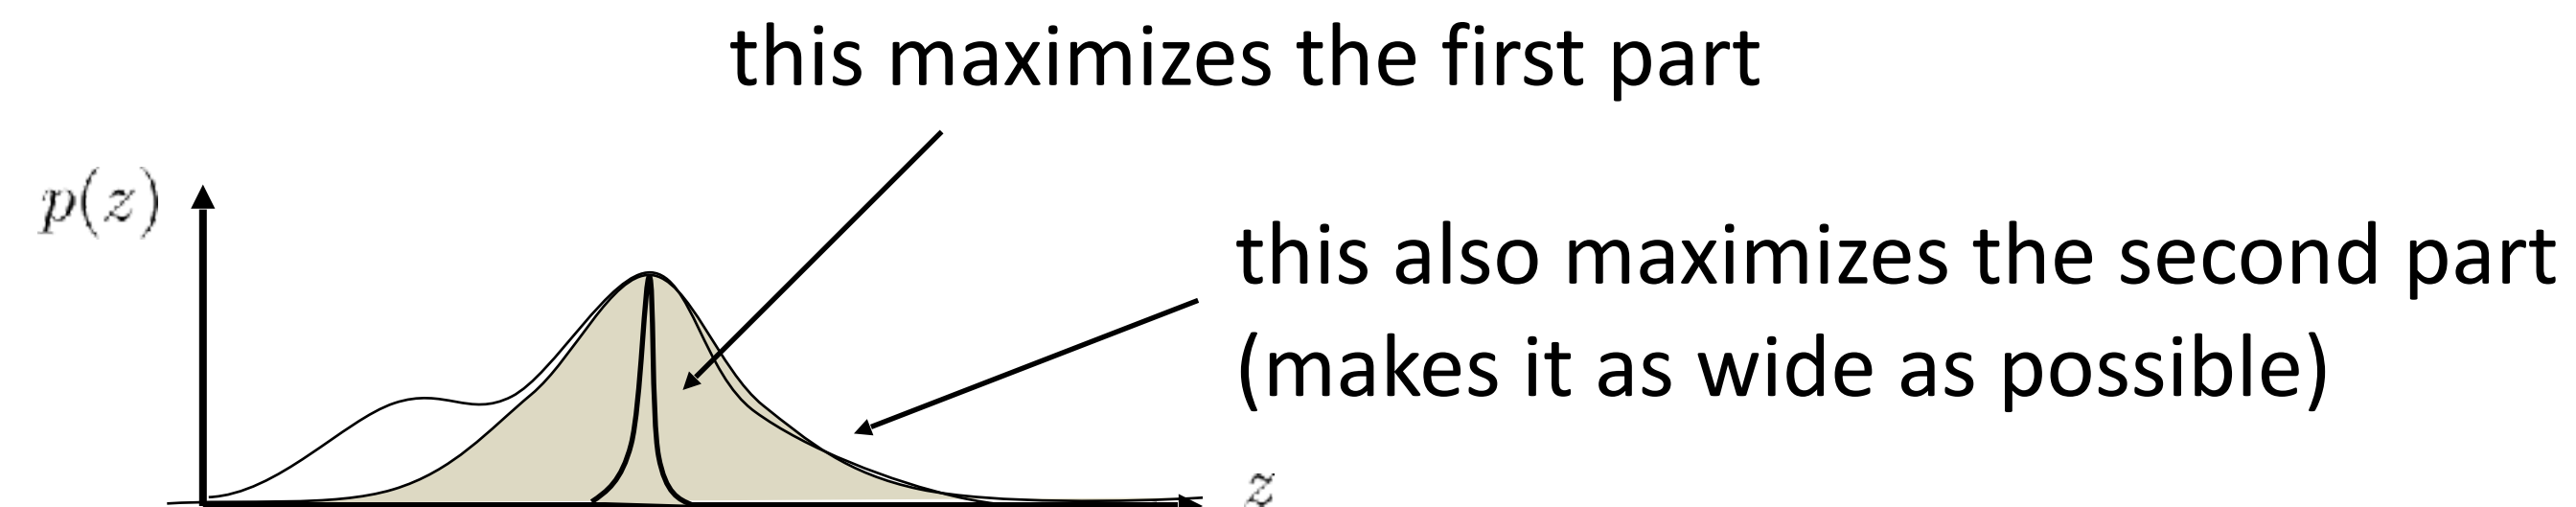 this maximizes the first part
p(z)
this also maximizes the second part
(makes it as wide as possible)
z